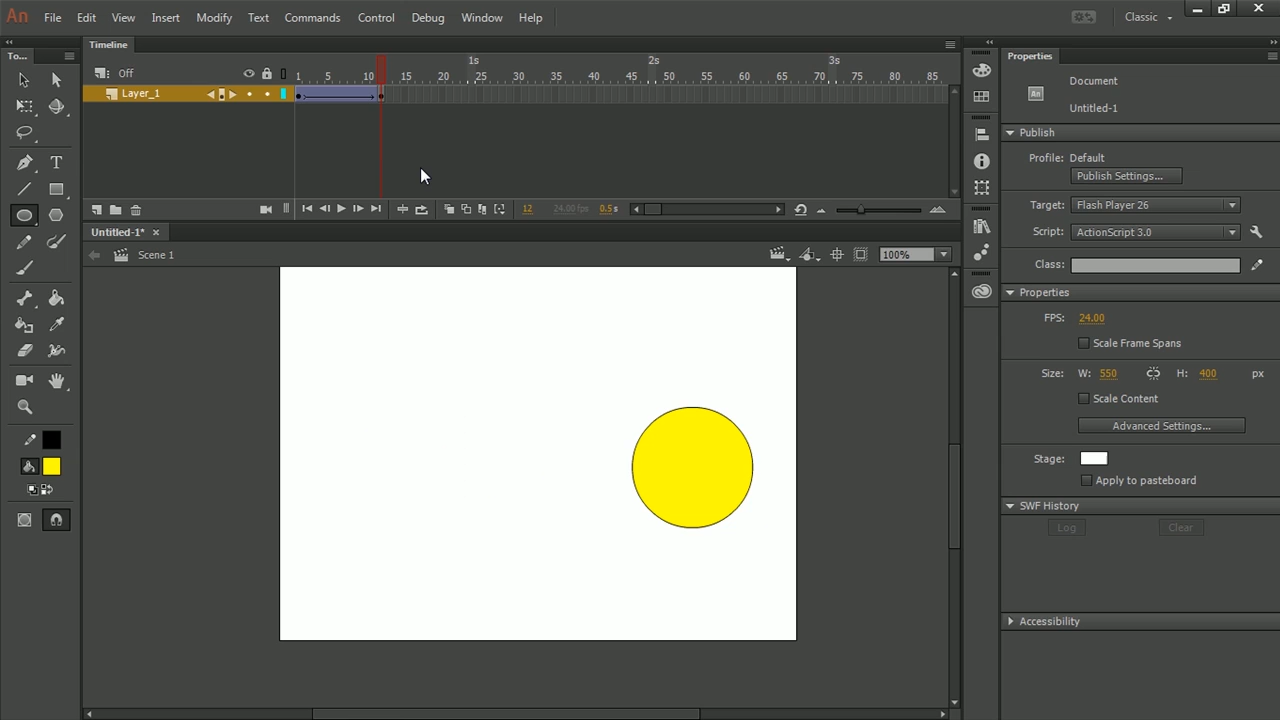 An File Edit View Insert Modify Text Commands Control Debug Window Help Classic
To... Timeline Properties
Off 1 5 10 15 20 1s 25 30 35 40 45 2s 50 55 60 65 70 3s 75 80 85
Layer_1
12 24.00 fps 0.5 s
Untitled-1* ×
Scene 1 100%
T
An Document
Untitled-1
Publish
Profile: Default
Publish Settings...
Target: Flash Player 26
Script: ActionScript 3.0
Class:
Properties
FPS: 24.00
Scale Frame Spans
Size: W: 550 H: 400 px
Scale Content
Advanced Settings...
Stage:
Apply to pasteboard
SWF History
Log Clear
Accessibility